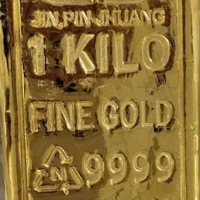 JIN.PIN-JHUANG
1 KILO
FINE GOLD
N 9999